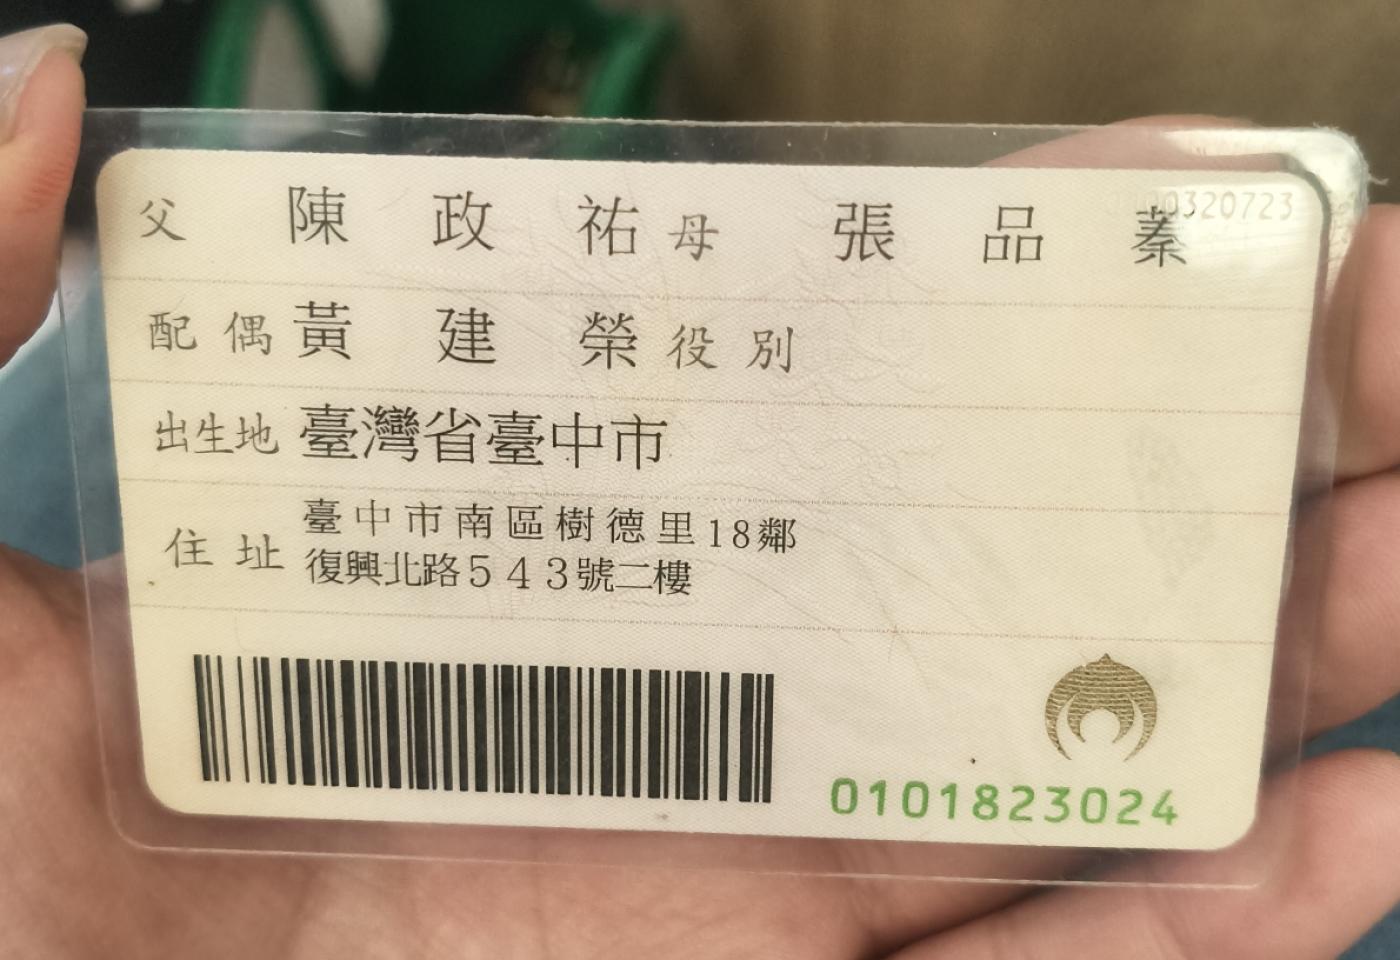 父 陳政祐 母 張品蓁
0320723
配偶 黃建榮 役別
出生地 臺灣省臺中市
住址 臺中市南區樹德里18鄰
復興北路543號二樓
0101823024